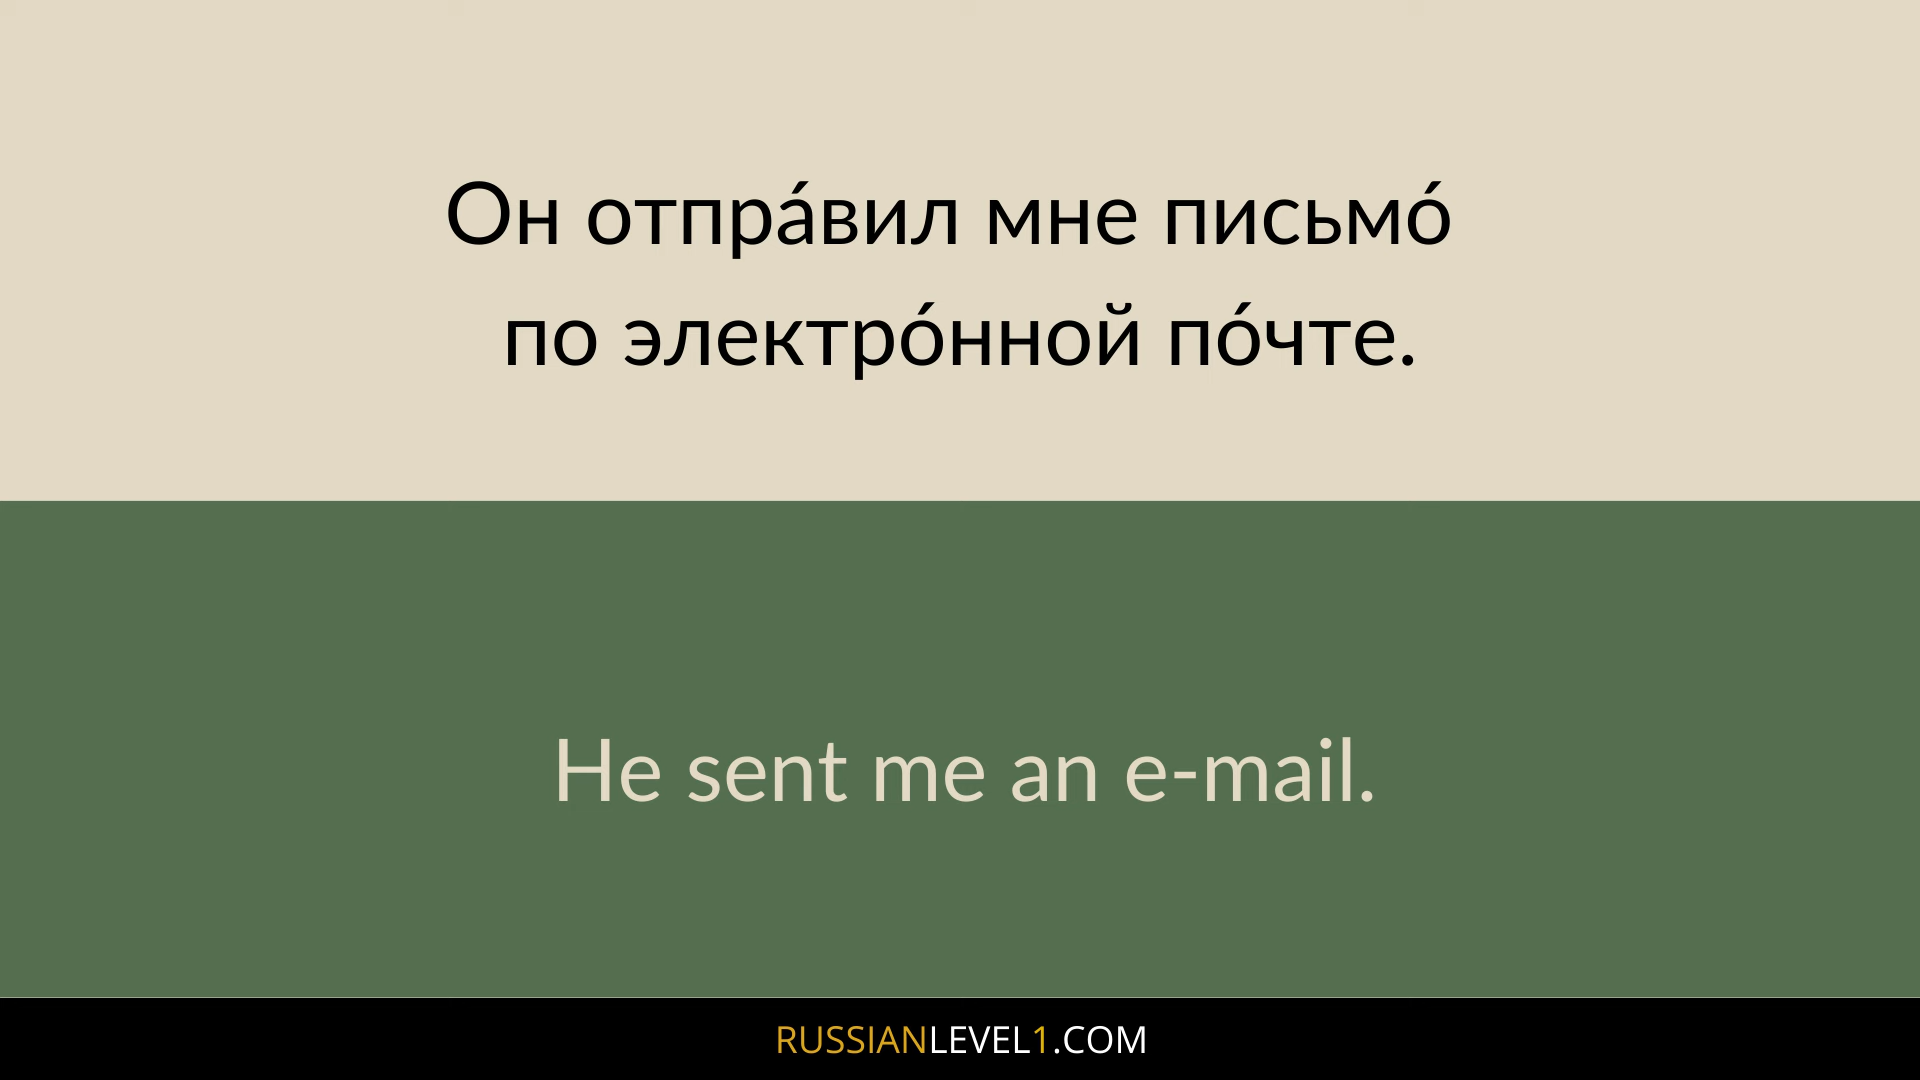 Он отпра́вил мне письмо́
по электро́нной по́чте.
He sent me an e-mail.
RUSSIANLEVEL1.COM